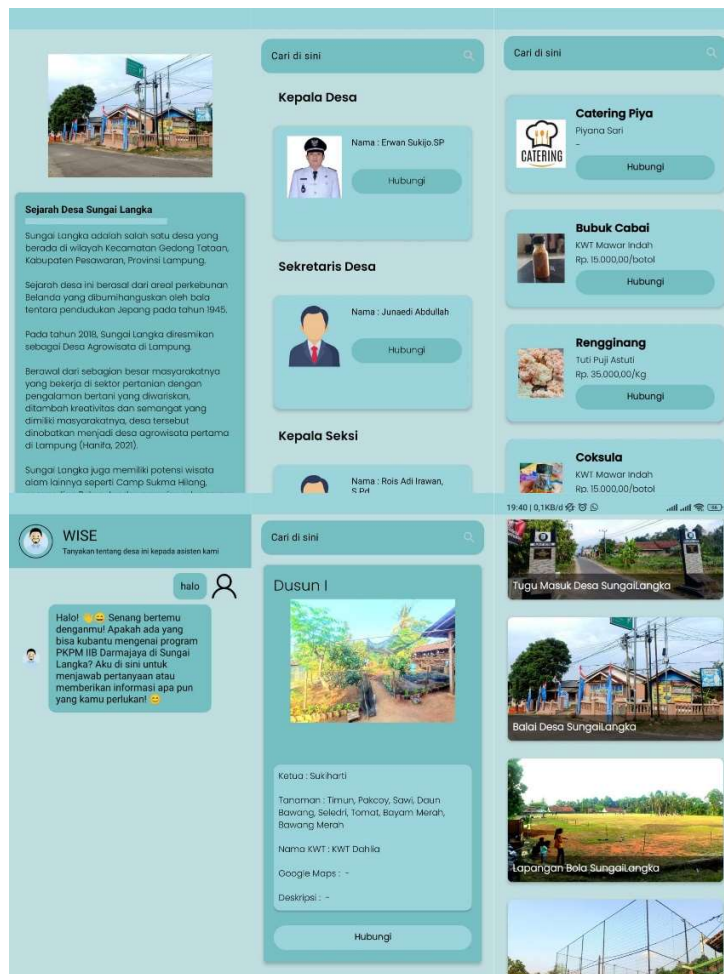 Sejarah Desa Sungai Langka
Sungai Langka adalah salah satu desa yang
berada di wilayah Kecamatan Gedong Tataan,
Kabupaten Pesawaran, Provinsi Lampung.
Sejarah desa ini berasal dari areal perkebunan
Belanda yang dibumihanguskan oleh bala
tentara pendudukan Jepang pada tahun 1945.
Pada tahun 2018, Sungai Langka diresmikan
sebagai Desa Agrowisata di Lampung.
Berawal dari sebagian besar masyarakatnya
yang bekerja di sektor pertanian dengan
pengalaman bertani yang diwariskan,
ditambah kreativitas dan semangat yang
dimiliki masyarakatnya, desa tersebut
dinobatkan menjadi desa agrowisata pertama
di Lampung (Hanifa, 2021).
Sungai Langka juga memiliki potensi wisata
alam lainnya seperti Camp Sukma Hilang,
Cari di sini
Kepala Desa
Nama : Erwan Sukijo.SP
Hubungi
Sekretaris Desa
Nama : Junaedi Abdullah
Hubungi
Kepala Seksi
Nama : Rois Adi Irawan,
S.Pd
Cari di sini
CATERING
Catering Piya
Piyana Sari
-
Hubungi
Bubuk Cabai
KWT Mawar Indah
Rp. 15.000,00/botol
Hubungi
Rengginang
Tuti Puji Astuti
Rp. 35.000,00/Kg
Hubungi
Coksula
KWT Mawar Indah
Rp. 15.000,00/botol
WISE
Tanyakan tentang desa ini kepada asisten kami
halo
Halo! 👋😄 Senang bertemu
denganmu! Apakah ada yang
bisa kubantu mengenai program
PKPM IIB Darmajaya di Sungai
Langka? Aku di sini untuk
menjawab pertanyaan atau
memberikan informasi apa pun
yang kamu perlukan! 😊
Cari di sini
Dusun I
Ketua : Sukiharti
Tanaman : Timun, Pakcoy, Sawi, Daun
Bawang, Seledri, Tomat, Bayam Merah,
Bawang Merah
Nama KWT : KWT Dahlia
Google Maps : -
Deskripsi : -
Hubungi
19:40 | 0,1KB/d
Tugu Masuk Desa SungaiLangka
Balai Desa SungaiLangka
Lapangan Bola SungaiLangka